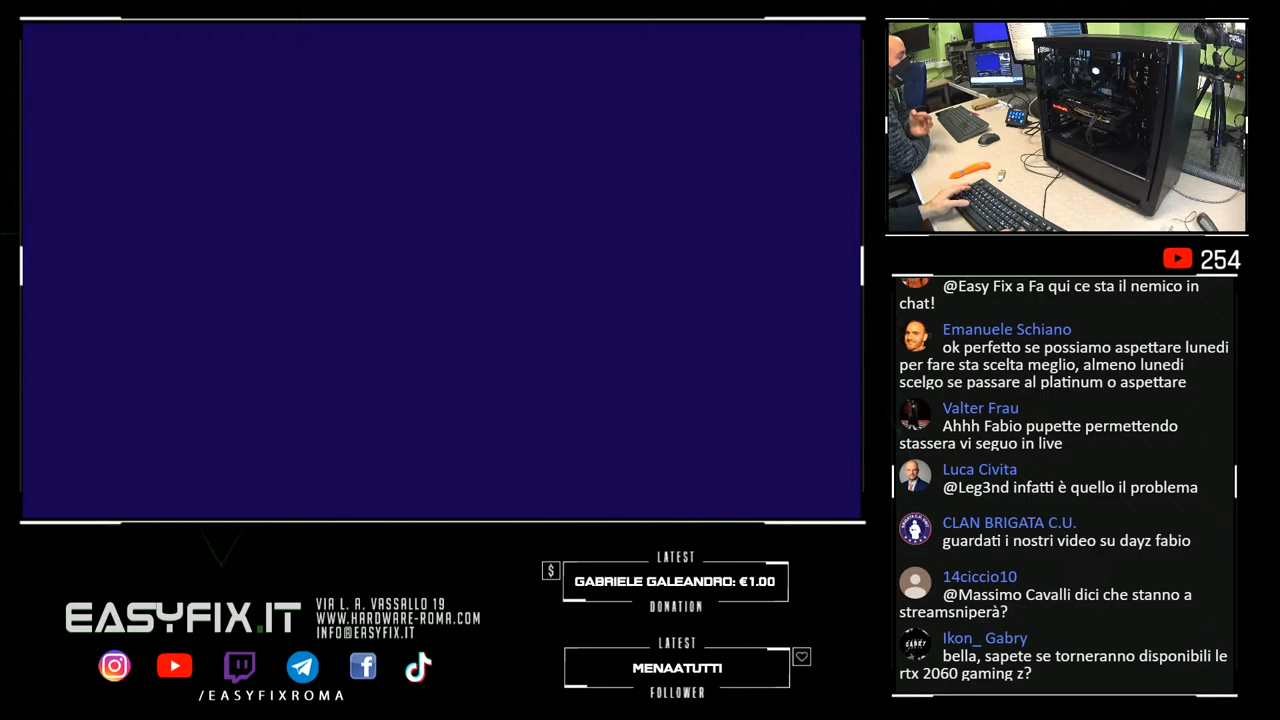 254
@Easy Fix a Fa qui ce sta il nemico in
chat!
Emanuele Schiano
ok perfetto se possiamo aspettare lunedi
per fare sta scelta meglio, almeno lunedi
scelgo se passare al platinum o aspettare
Valter Frau
Ahhh Fabio pupette permettendo
stassera vi seguo in live
Luca Civita
@Leg3nd infatti è quello il problema
CLAN BRIGATA C.U.
guardati i nostri video su dayz fabio
14ciccio10
@Massimo Cavalli dici che stanno a
streamsniperà?
Ikon_ Gabry
bella, sapete se torneranno disponibili le
rtx 2060 gaming z?
LATEST
$
GABRIELE GALEANDRO: €1.00
DONATION
LATEST
MENAATUTTI
FOLLOWER
EASYFIX.IT
VIA L. A. VASSALLO 19
WWW.HARDWARE-ROMA.COM
INFO@EASYFIX.IT
/EASYFIXROMA